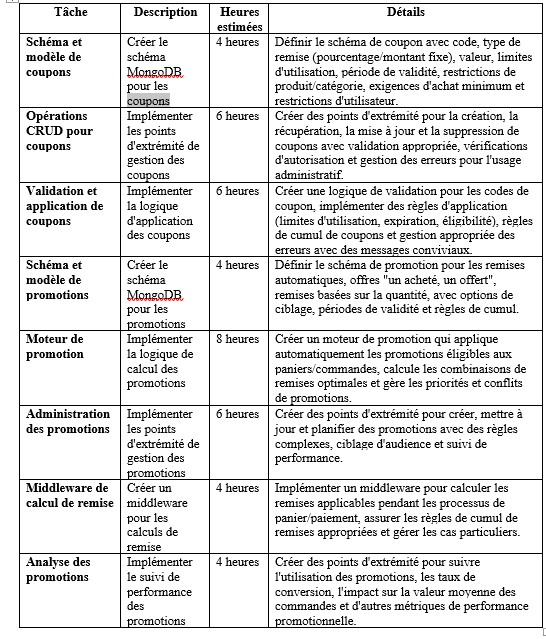 Tâche Description Heures estimées Détails
Schéma et modèle de coupons
Créer le schéma MongoDB pour les coupons
4 heures
Définir le schéma de coupon avec code, type de
remise (pourcentage/montant fixe), valeur, limites
d'utilisation, période de validité, restrictions de
produit/catégorie, exigences d'achat minimum et
restrictions d'utilisateur.
Opérations CRUD pour coupons
Implémenter les points d'extrémité de gestion des coupons
6 heures
Créer des points d'extrémité pour la création, la
récupération, la mise à jour et la suppression de
coupons avec validation appropriée, vérifications
d'autorisation et gestion des erreurs pour l'usage
administratif.
Validation et application de coupons
Implémenter la logique d'application des coupons
6 heures
Créer une logique de validation pour les codes de
coupon, implémenter des règles d'application
(limites d'utilisation, expiration, éligibilité), règles
de cumul de coupons et gestion appropriée des
erreurs avec des messages conviviaux.
Schéma et modèle de promotions
Créer le schéma MongoDB pour les promotions
4 heures
Définir le schéma de promotion pour les remises
automatiques, offres "un acheté, un offert",
remises basées sur la quantité, avec options de
ciblage, périodes de validité et règles de cumul.
Moteur de promotion
Implémenter la logique de calcul des promotions
8 heures
Créer un moteur de promotion qui applique
automatiquement les promotions éligibles aux
paniers/commandes, calcule les combinaisons de
remises optimales et gère les priorités et conflits
de promotions.
Administration des promotions
Implémenter les points d'extrémité de gestion des promotions
6 heures
Créer des points d'extrémité pour créer, mettre à
jour et planifier des promotions avec des règles
complexes, ciblage d'audience et suivi de
performance.
Middleware de calcul de remise
Créer un middleware pour les calculs de remise
4 heures
Implémenter un middleware pour calculer les
remises applicables pendant les processus de
panier/paiement, assurer les règles de cumul de
remises appropriées et gérer les cas particuliers.
Analyse des promotions
Implémenter le suivi de performance des promotions
4 heures
Créer des points d'extrémité pour suivre
l'utilisation des promotions, les taux de
conversion, l'impact sur la valeur moyenne des
commandes et d'autres métriques de performance
promotionnelle.